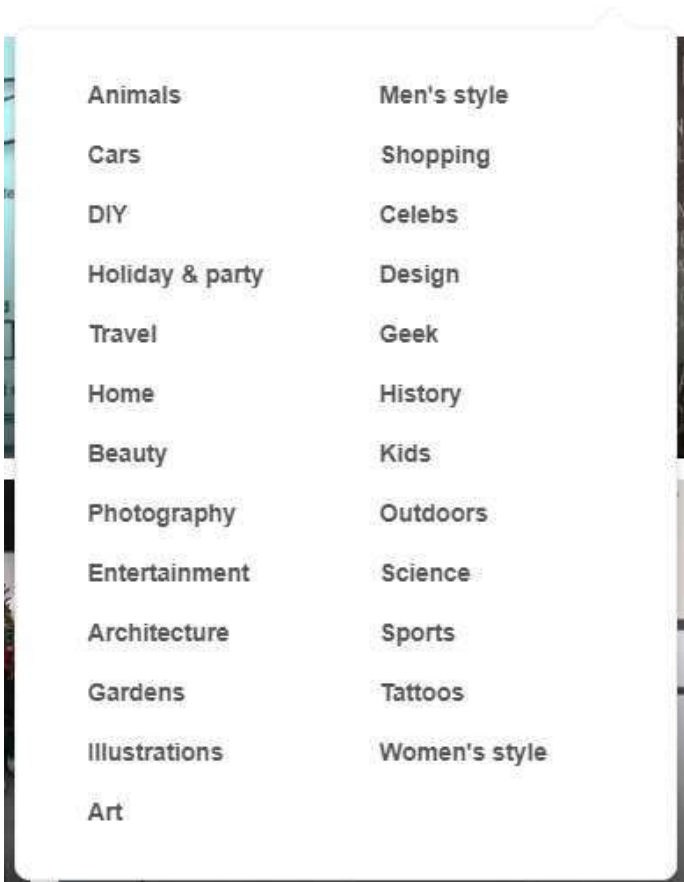 Animals
Cars
DIY
Holiday & party
Travel
Home
Beauty
Photography
Entertainment
Architecture
Gardens
Illustrations
Art
Men's style
Shopping
Celebs
Design
Geek
History
Kids
Outdoors
Science
Sports
Tattoos
Women's style